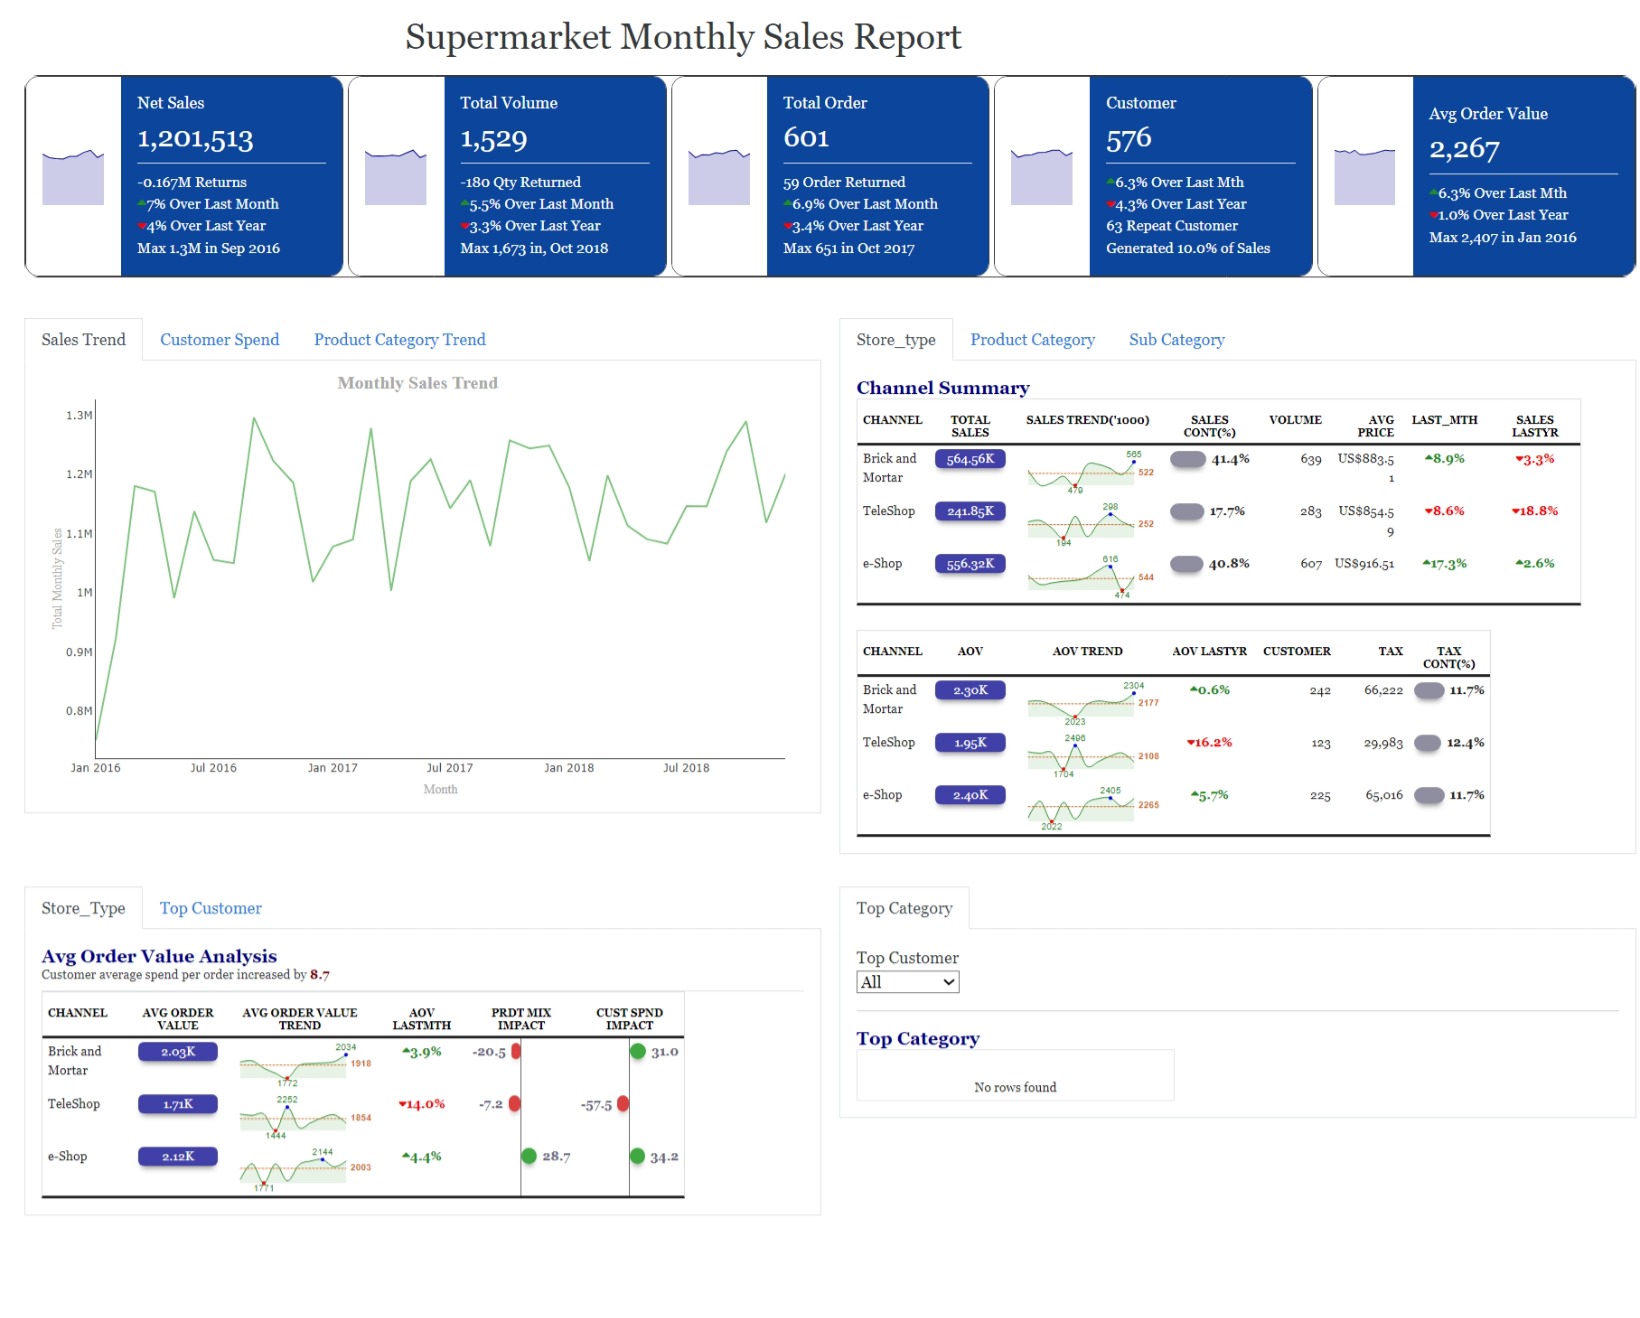 Supermarket Monthly Sales Report
Net Sales
1,201,513
-0.167M Returns
7% Over Last Month
4% Over Last Year
Max 1.3M in Sep 2016
Total Volume
1,529
-180 Qty Returned
5.5% Over Last Month
3.3% Over Last Year
Max 1,673 in, Oct 2018
Total Order
601
59 Order Returned
6.9% Over Last Month
3.4% Over Last Year
Max 651 in Oct 2017
Customer
576
6.3% Over Last Mth
4.3% Over Last Year
63 Repeat Customer
Generated 10.0% of Sales
Avg Order Value
2,267
6.3% Over Last Mth
1.0% Over Last Year
Max 2,407 in Jan 2016
Sales Trend Customer Spend Product Category Trend
Monthly Sales Trend
Total Monthly Sales
1.3M
1.2M
1.1M
1M
0.9M
0.8M
Jan 2016 Jul 2016 Jan 2017 Jul 2017 Jan 2018 Jul 2018
Month
Store_type Product Category Sub Category
Channel Summary
CHANNEL TOTAL SALES SALES TREND('1000) SALES CONT(%) VOLUME AVG PRICE LAST_MTH SALES LASTYR
Brick and Mortar 564.56K 565 522 479 41.4% 639 US$883.51 8.9% 3.3%
TeleShop 241.85K 298 252 194 17.7% 283 US$854.59 8.6% 18.8%
e-Shop 556.32K 616 544 474 40.8% 607 US$916.51 17.3% 2.6%
CHANNEL AOV AOV TREND AOV LASTYR CUSTOMER TAX TAX CONT(%)
Brick and Mortar 2.30K 2304 2177 2023 0.6% 242 66,222 11.7%
TeleShop 1.95K 2496 2108 1704 16.2% 123 29,983 12.4%
e-Shop 2.40K 2405 2265 2022 5.7% 225 65,016 11.7%
Store_Type Top Customer
Avg Order Value Analysis
Customer average spend per order increased by 8.7
CHANNEL AVG ORDER VALUE AVG ORDER VALUE TREND AOV LASTMTH PRDT MIX IMPACT CUST SPND IMPACT
Brick and Mortar 2.03K 2034 1918 1772 3.9% -20.5 31.0
TeleShop 1.71K 2252 1854 1444 14.0% -7.2 -57.5
e-Shop 2.12K 2144 2003 1771 4.4% 28.7 34.2
Top Category
Top Customer
All
Top Category
No rows found